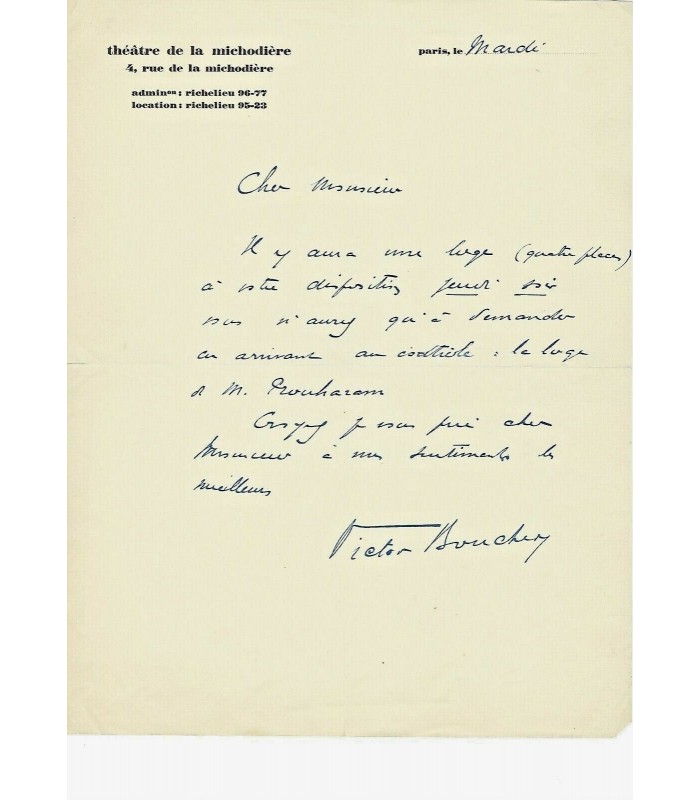 théâtre de la michodière
4, rue de la michodière
adminon : richelieu 96-77
location : richelieu 95-23
paris, le Mardi
Cher Monsieur
Il y aura une loge (quatre places)
à votre disposition jeudi soir
vous n'aurez qu'à demander
en arrivant au contrôle : la loge
de M.
Croyez je vous prie cher
Monsieur à mes sentiments les
meilleurs
Victor Boucher